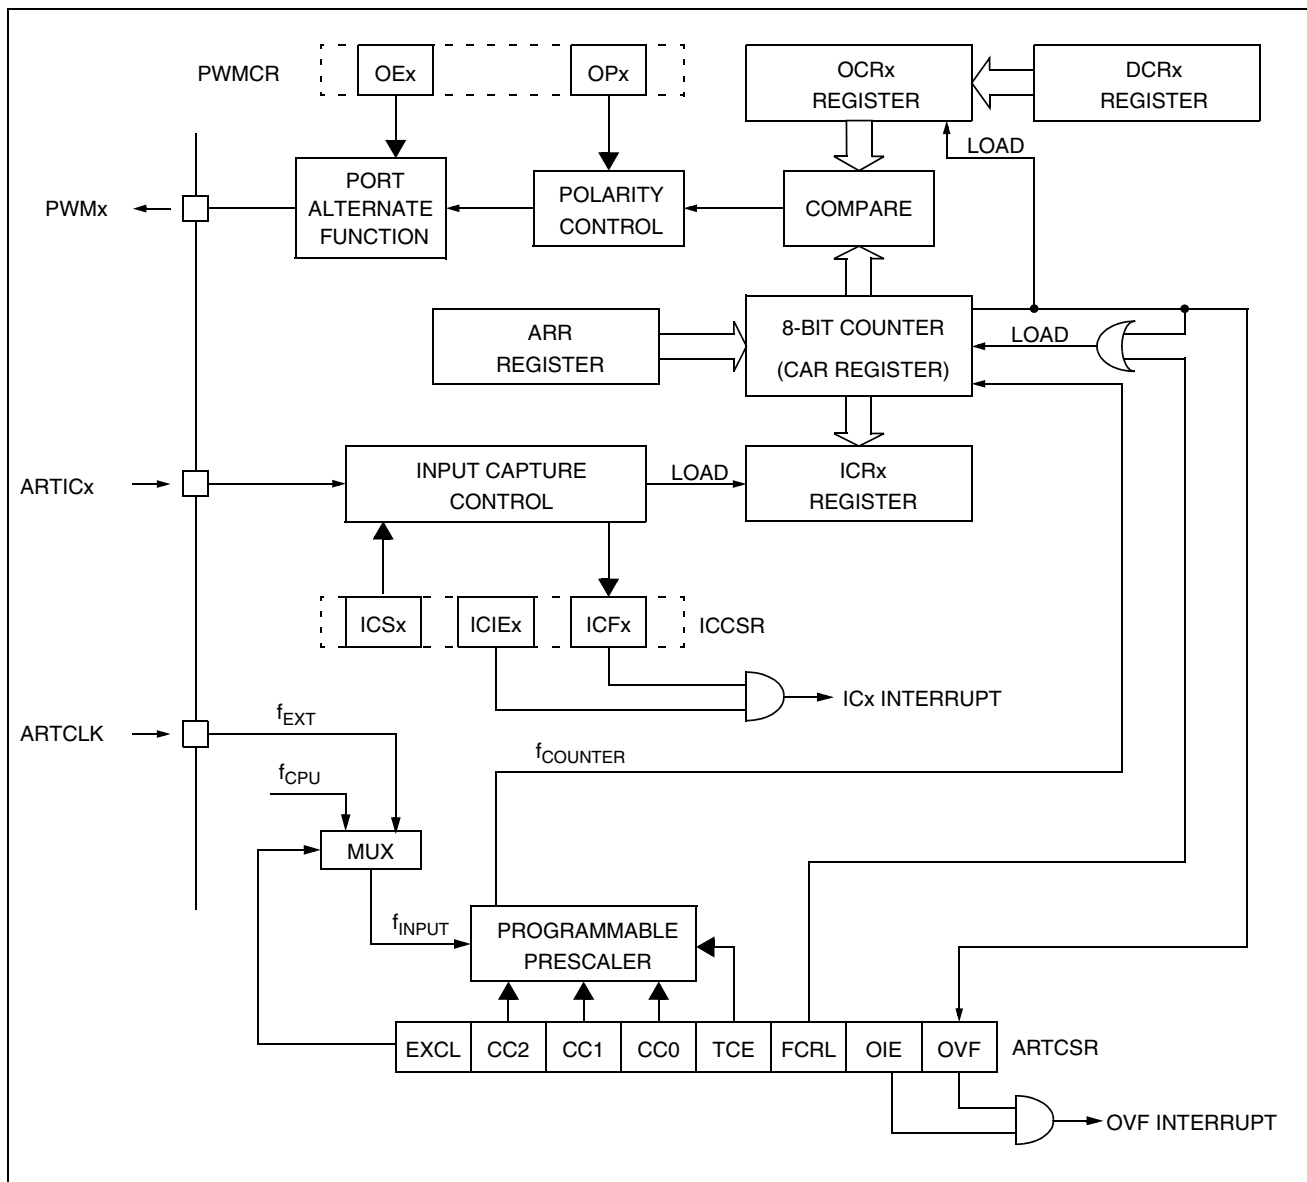 PWMCR
OEx
OPx
OCRx
REGISTER
DCRx
REGISTER
LOAD
PWMx
PORT
ALTERNATE
FUNCTION
POLARITY
CONTROL
COMPARE
ARR
REGISTER
8-BIT COUNTER
(CAR REGISTER)
LOAD
ARTICx
INPUT CAPTURE
CONTROL
LOAD
ICRx
REGISTER
ICSx
ICIEx
ICFx
ICCSR
ICx INTERRUPT
ARTCLK
fEXT
fCPU
fCOUNTER
MUX
fINPUT
PROGRAMMABLE
PRESCALER
EXCL
CC2
CC1
CC0
TCE
FCRL
OIE
OVF
ARTCSR
OVF INTERRUPT